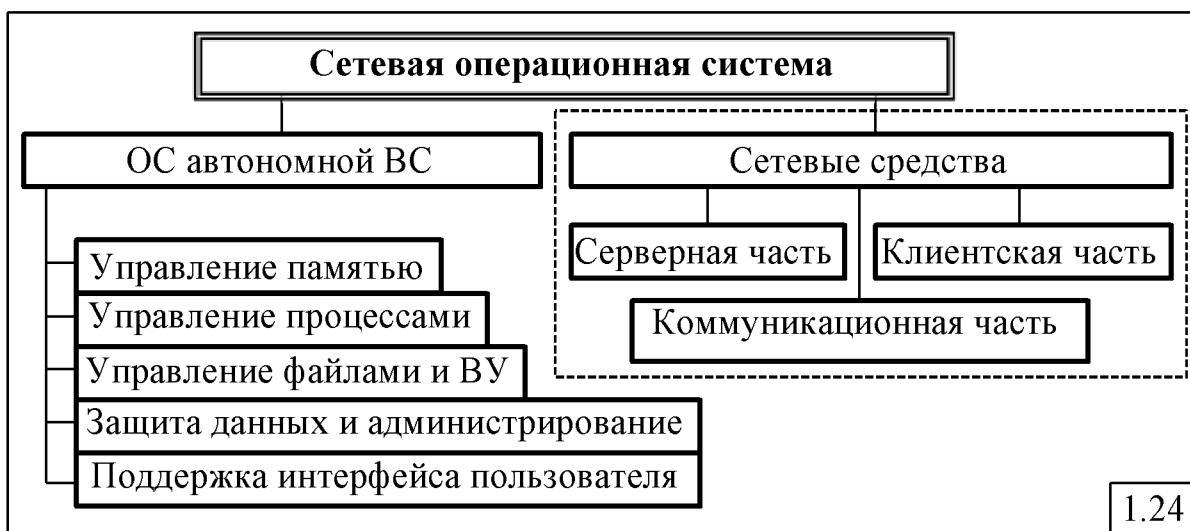 Сетевая операционная система
ОС автономной ВС
Управление памятью
Управление процессами
Управление файлами и ВУ
Защита данных и администрирование
Поддержка интерфейса пользователя
Сетевые средства
Серверная часть
Клиентская часть
Коммуникационная часть
1.24